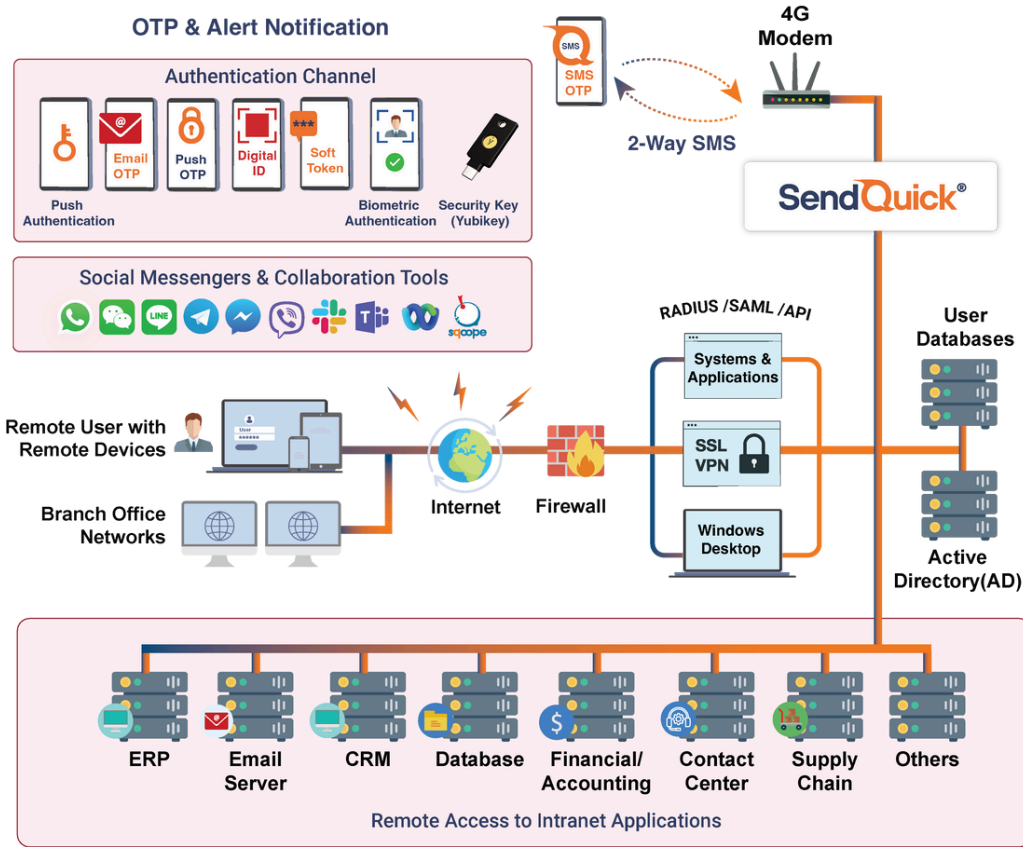 OTP & Alert Notification
Authentication Channel
Email
OTP
Push
OTP
Digital
ID
Soft
Token
Push
Authentication
Biometric
Authentication
Security Key
(Yubikey)
Social Messengers & Collaboration Tools
LINE
sqoope
SMS
SMS
OTP
2-Way SMS
4G
Modem
SendQuick®
RADIUS /SAML /API
Systems &
Applications
SSL
VPN
Windows
Desktop
User
Databases
Active
Directory(AD)
Remote User with
Remote Devices
User
Branch Office
Networks
Internet
Firewall
ERP
Email
Server
CRM
Database
Financial/
Accounting
Contact
Center
Supply
Chain
Others
Remote Access to Intranet Applications